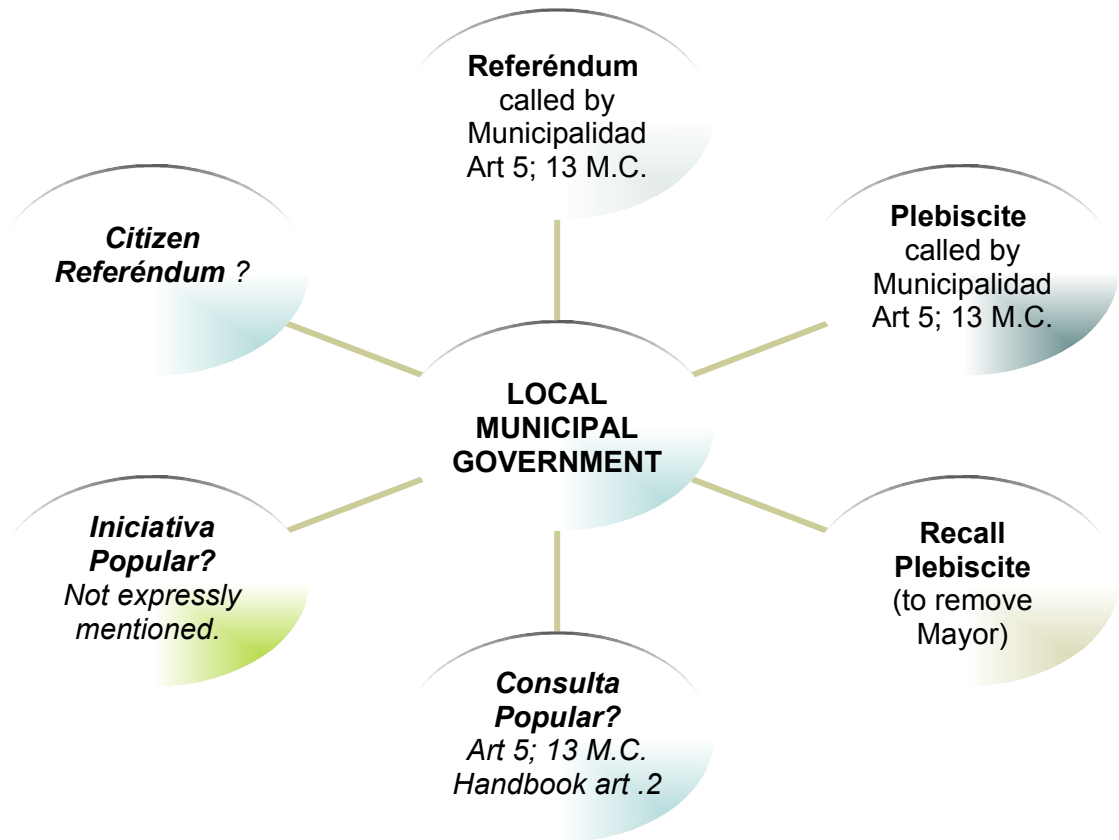 Referéndum
called by
Municipalidad
Art 5; 13 M.C.
Citizen
Referéndum ?
Plebiscite
called by
Municipalidad
Art 5; 13 M.C.
LOCAL
MUNICIPAL
GOVERNMENT
Iniciativa
Popular?
Not expressly
mentioned.
Recall
Plebiscite
(to remove
Mayor)
Consulta
Popular?
Art 5; 13 M.C.
Handbook art .2